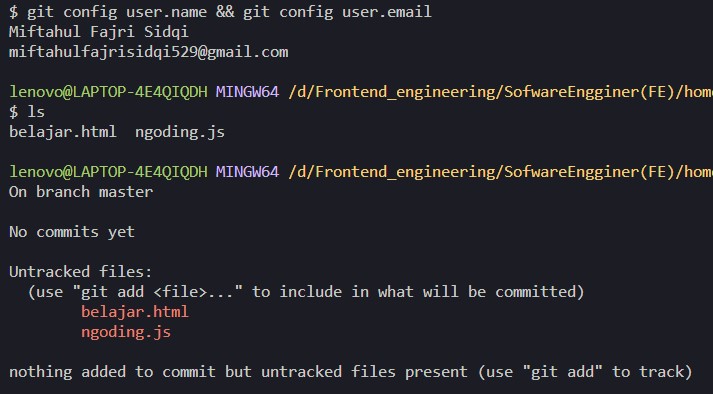 $ git config user.name && git config user.email
Miftahul Fajri Sidqi
miftahulfajrisidqi529@gmail.com
lenovo@LAPTOP-4E4QIQDH MINGW64 /d/Frontend_engineering/SofwareEngginer(FE)/hom
$ ls
belajar.html  ngoding.js
lenovo@LAPTOP-4E4QIQDH MINGW64 /d/Frontend_engineering/SofwareEngginer(FE)/hom
On branch master
No commits yet
Untracked files:
  (use "git add <file>..." to include in what will be committed)
        belajar.html
        ngoding.js
nothing added to commit but untracked files present (use "git add" to track)